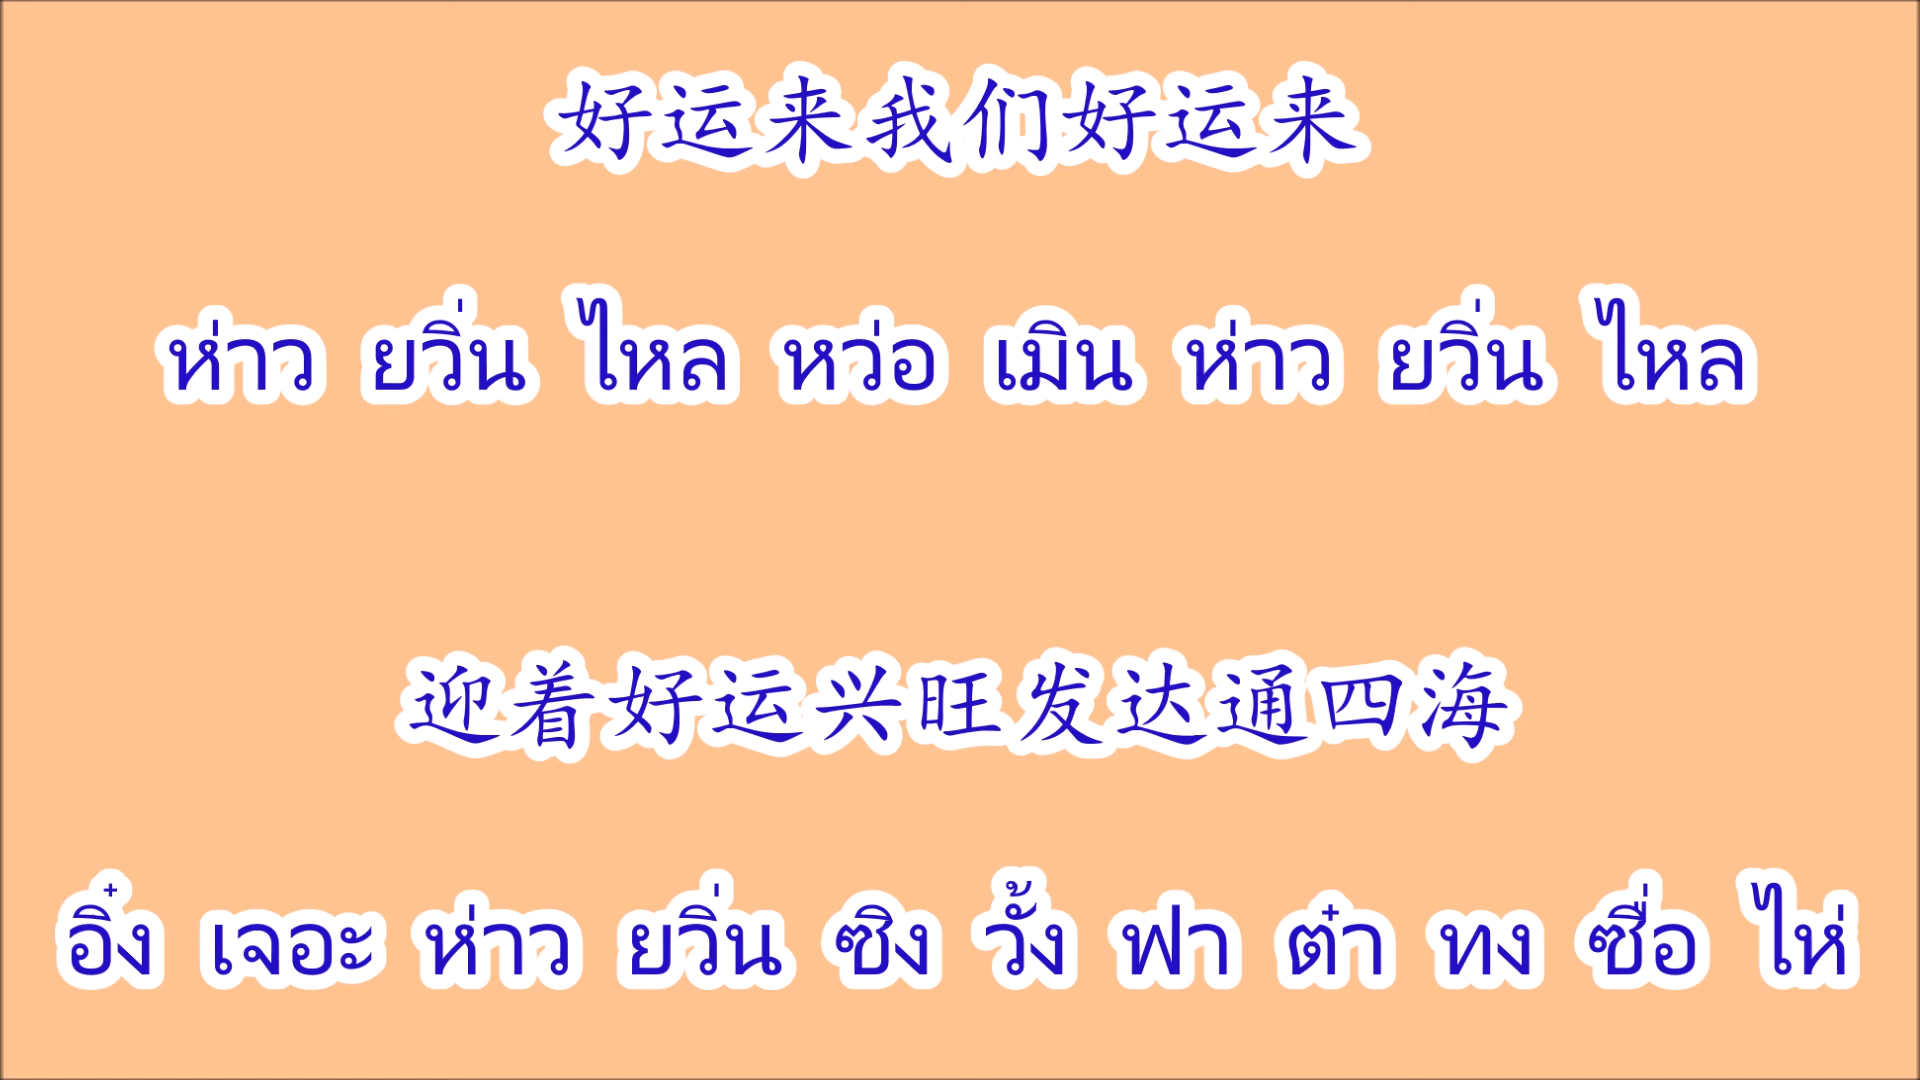 好运来我们好运来
ห่าว ยวิ่น ไหล หว่อ เมิน ห่าว ยวิ่น ไหล
迎着好运兴旺发达通四海
อิ๋ง เจอะ ห่าว ยวิ่น ซิง วั้ง ฟา ต๋า ทง ซื่อ ไห่